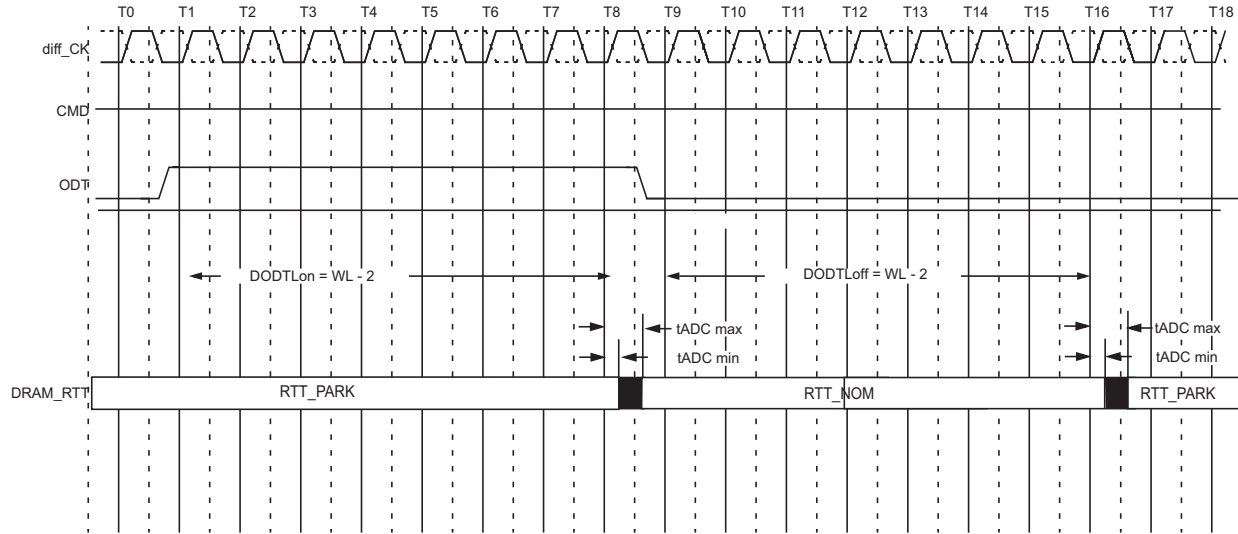 T0 T1 T2 T3 T4 T5 T6 T7 T8 T9 T10 T11 T12 T13 T14 T15 T16 T17 T18
diff_CK
CMD
ODT
DODTLon = WL - 2
DODTLoff = WL - 2
tADC max
tADC max
tADC min
tADC min
DRAM_RTT
RTT_PARK
RTT_NOM
RTT_PARK